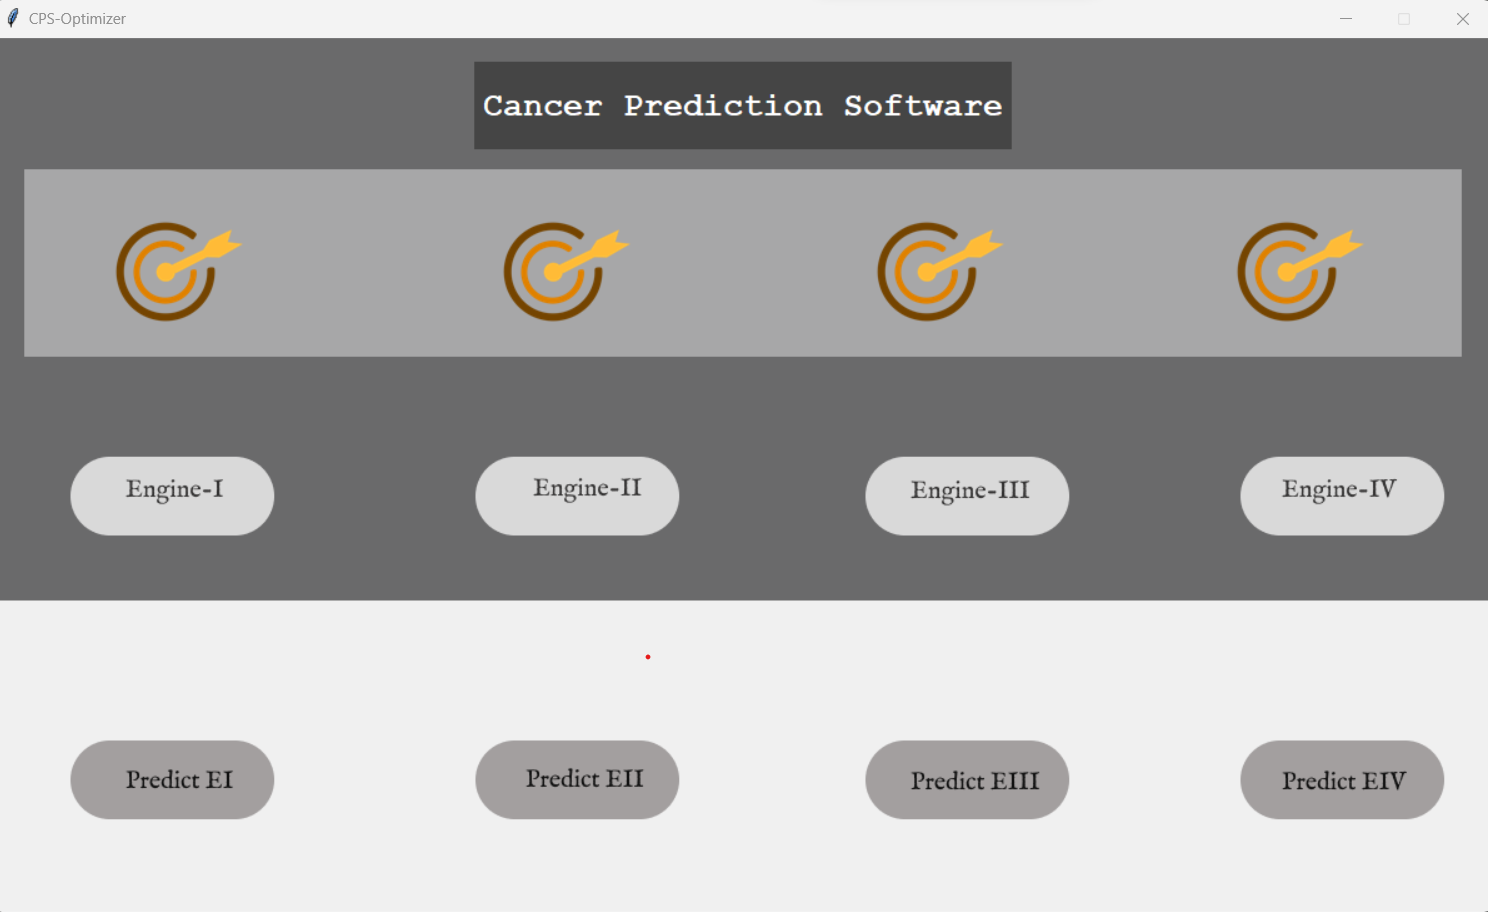 CPS-Optimizer
Cancer Prediction Software
Engine-I
Engine-II
Engine-III
Engine-IV
Predict EI
Predict EII
Predict EIII
Predict EIV